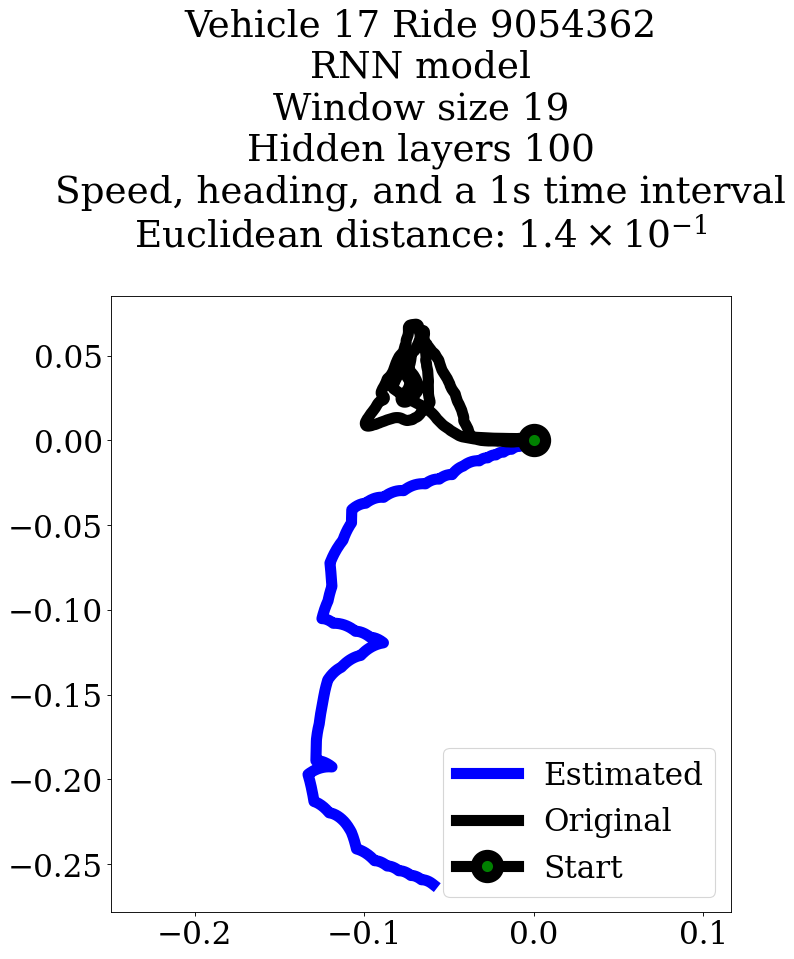 Vehicle 17 Ride 9054362
RNN model
Window size 19
Hidden layers 100
Speed, heading, and a 1s time interval
Euclidean distance: 1.4 × 10⁻¹
0.05
0.00
−0.05
−0.10
−0.15
−0.20
−0.25
Estimated
Original
Start
−0.2
−0.1
0.0
0.1